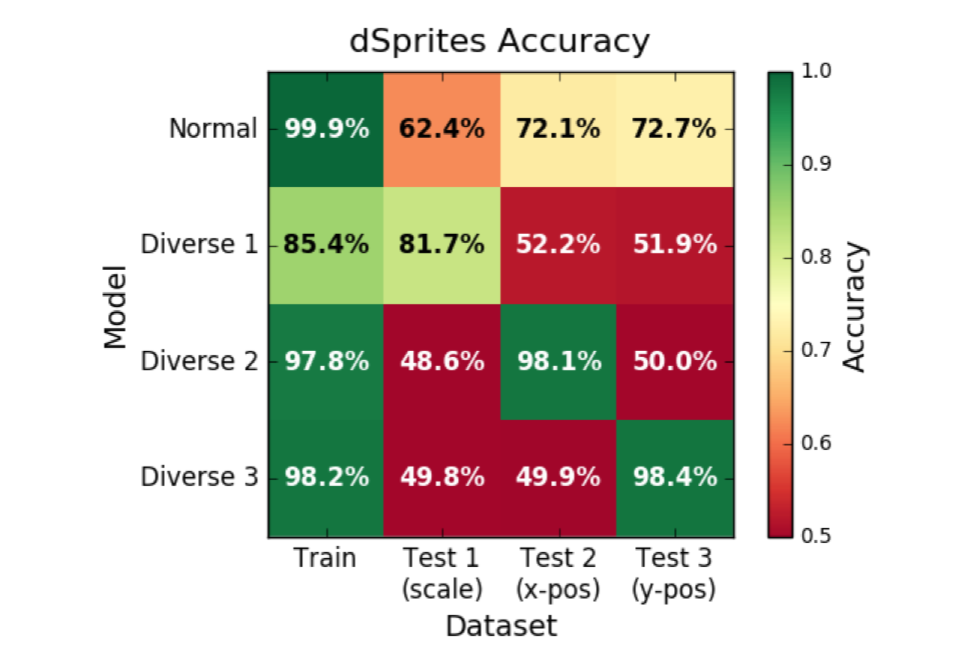 dSprites Accuracy
Normal 99.9% 62.4% 72.1% 72.7%
Diverse 1 85.4% 81.7% 52.2% 51.9%
Diverse 2 97.8% 48.6% 98.1% 50.0%
Diverse 3 98.2% 49.8% 49.9% 98.4%
Model
Train Test 1 Test 2 Test 3
(scale) (x-pos) (y-pos)
Dataset
1.0
0.9
0.8
0.7
0.6
0.5
Accuracy